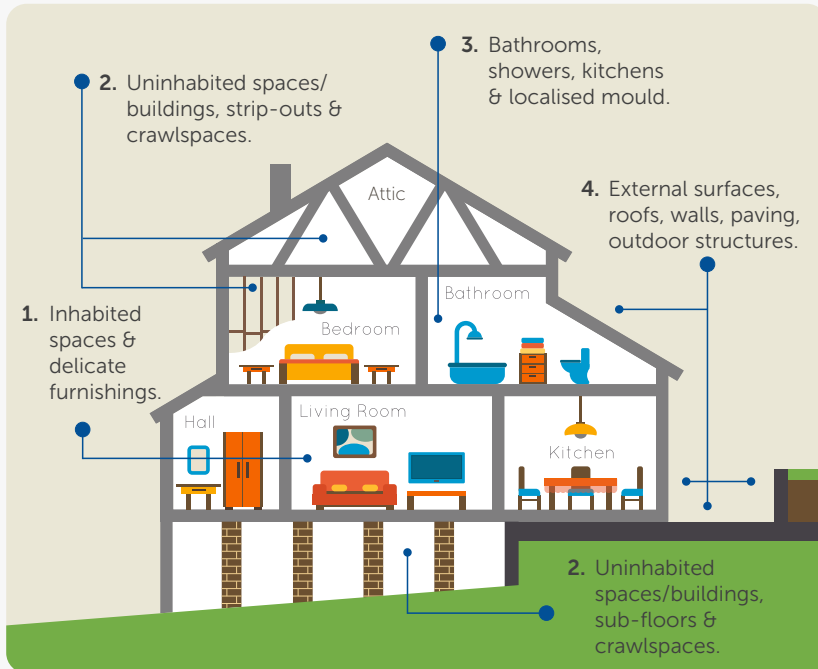 3. Bathrooms,
showers, kitchens
& localised mould.
2. Uninhabited spaces/
buildings, strip-outs &
crawlspaces.
Attic
4. External surfaces,
roofs, walls, paving,
outdoor structures.
1. Inhabited
spaces &
delicate
furnishings.
Bedroom
Bathroom
Hall
Living Room
Kitchen
2. Uninhabited
spaces/buildings,
sub-floors &
crawlspaces.